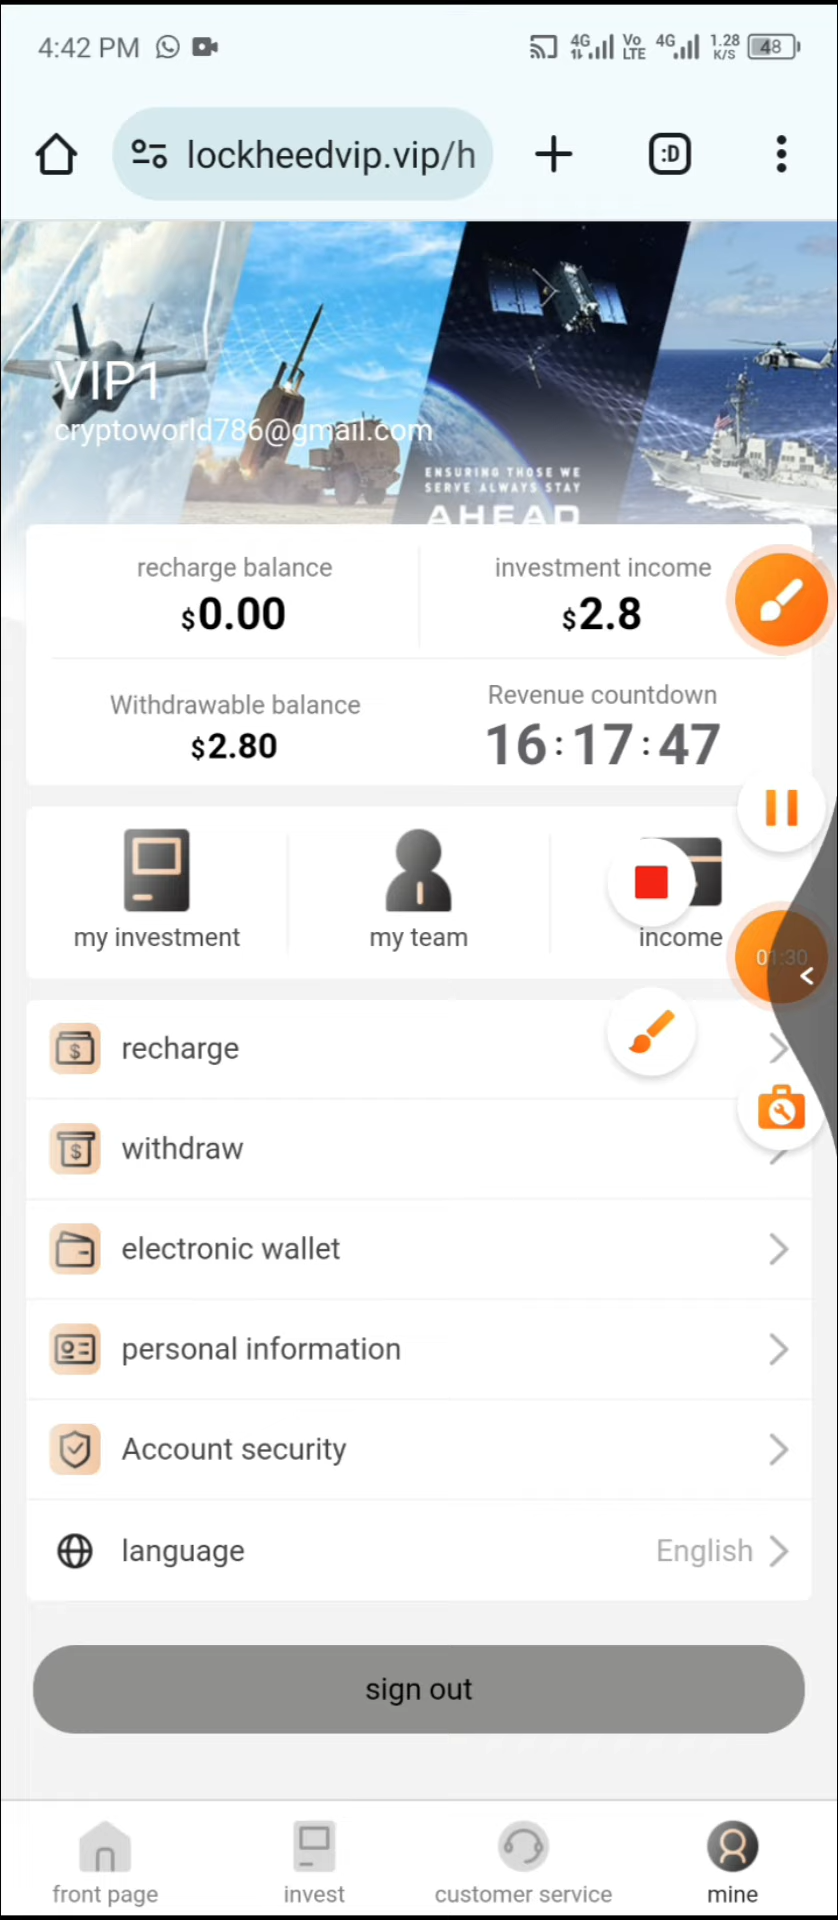 4:42 PM
4G Vo LTE 4G 1.28 K/S 48
lockheedvip.vip/h
:D
VIP1
cryptoworld786@gmail.com
ENSURING THOSE WE
SERVE ALWAYS STAY
AHEAD
recharge balance
$0.00
investment income
$2.8
Withdrawable balance
$2.80
Revenue countdown
16:17:47
my investment
my team
income
01:30
recharge
withdraw
electronic wallet
personal information
Account security
language
English
sign out
front page
invest
customer service
mine